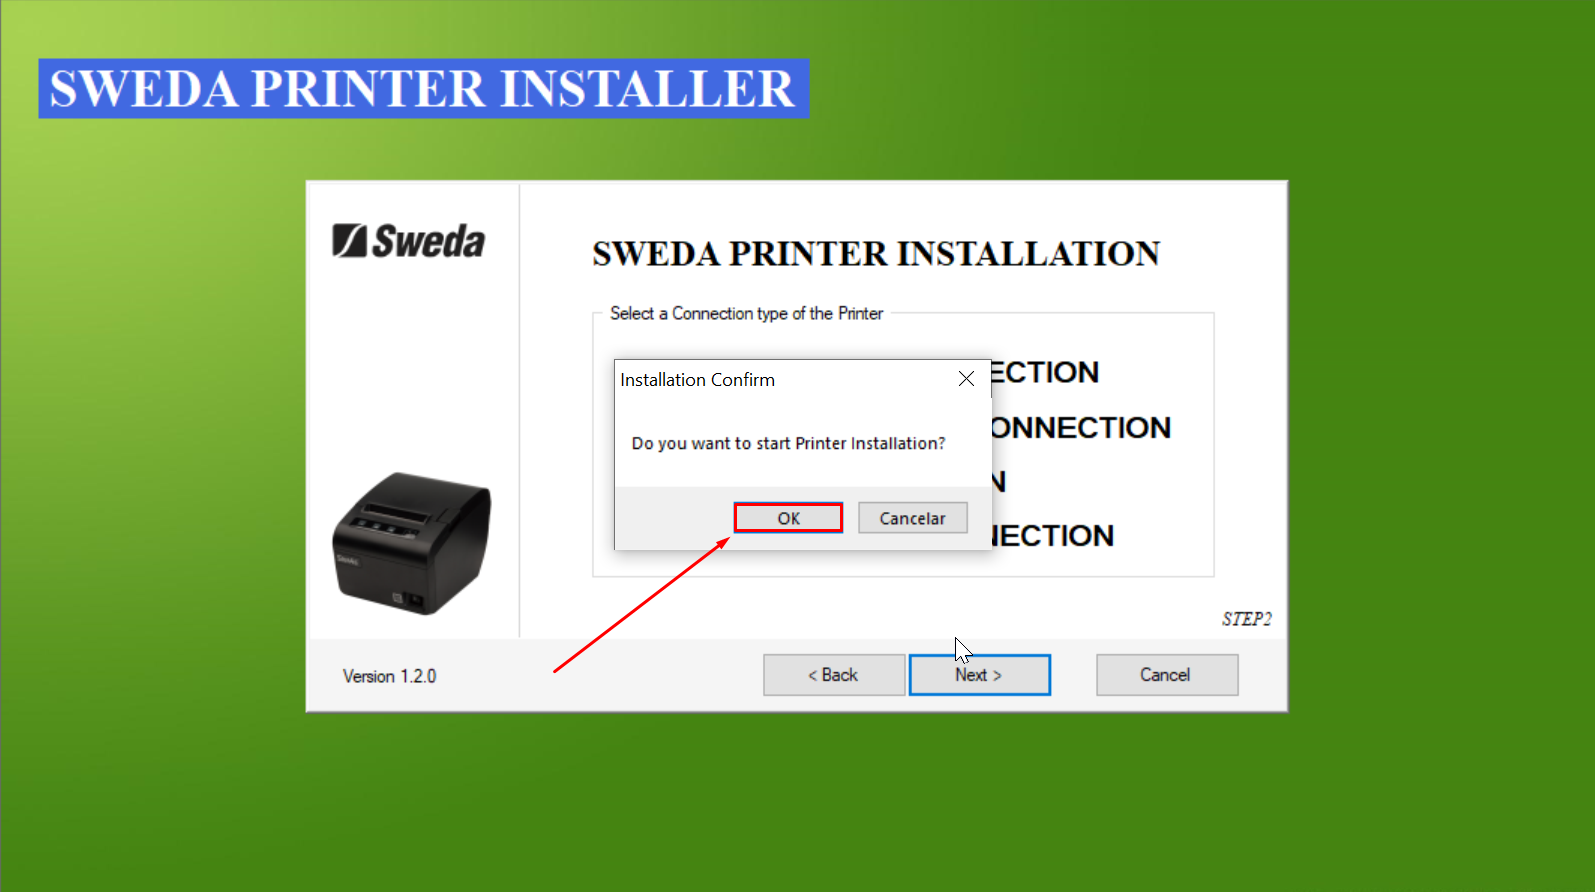 SWEDA PRINTER INSTALLER
Sweda
SWEDA PRINTER INSTALLATION
Select a Connection type of the Printer
ECTION
Installation Confirm
ONNECTION
Do you want to start Printer Installation?
N
OK
Cancelar
NECTION
STEP2
Version 1.2.0
< Back
Next >
Cancel